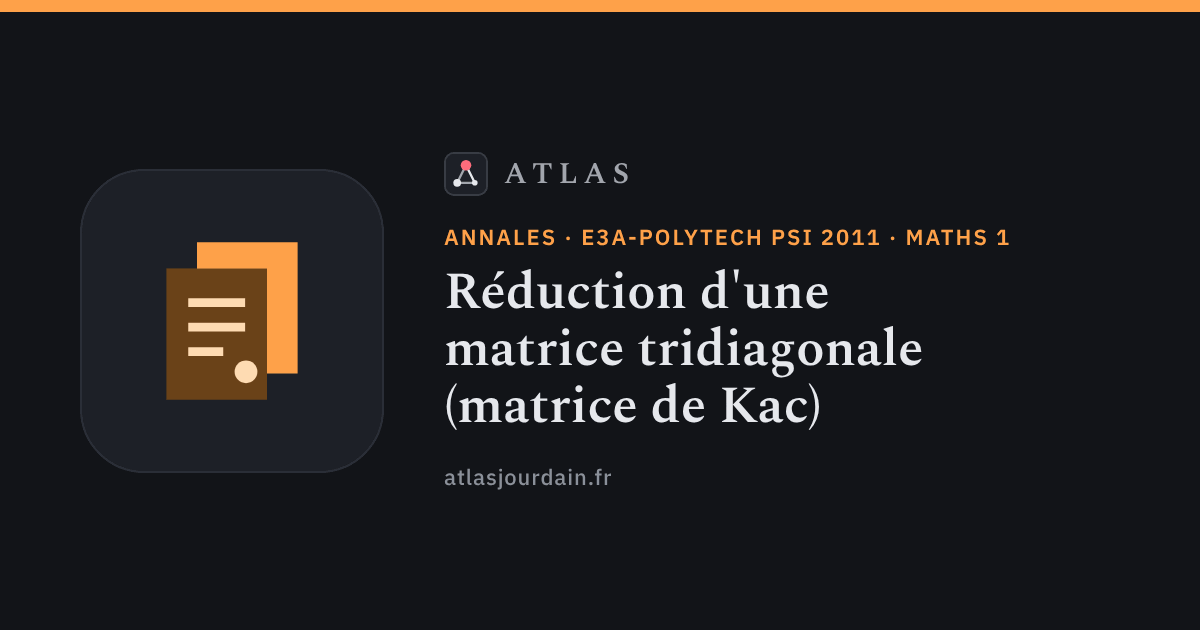 ATLAS
ANNALES · E3A-POLYTECH PSI 2011 · MATHS 1
Réduction d'une
matrice tridiagonale
(matrice de Kac)
atlasjourdain.fr